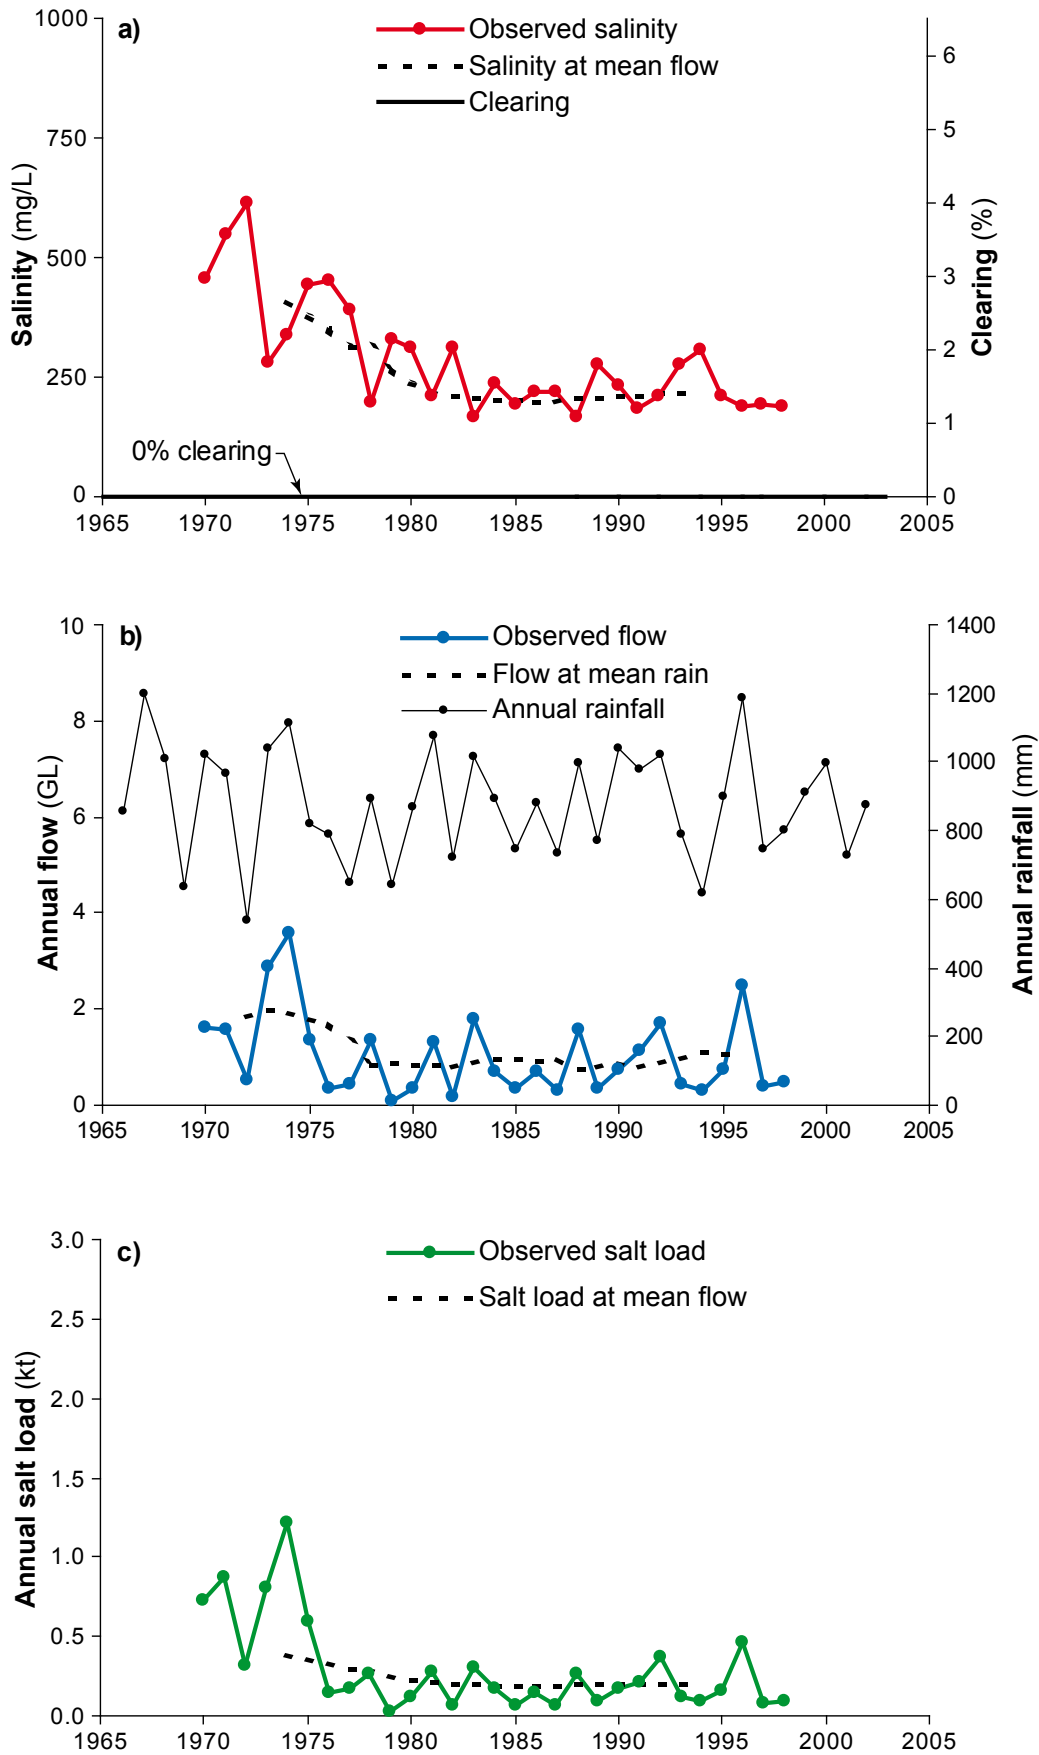 a)
Observed salinity
Salinity at mean flow
Clearing
1000
750
500
250
0
Salinity (mg/L)
6
5
4
3
2
1
0
Clearing (%)
0% clearing
1965 1970 1975 1980 1985 1990 1995 2000 2005
b)
Observed flow
Flow at mean rain
Annual rainfall
10
8
6
4
2
0
Annual flow (GL)
1400
1200
1000
800
600
400
200
0
Annual rainfall (mm)
1965 1970 1975 1980 1985 1990 1995 2000 2005
c)
Observed salt load
Salt load at mean flow
3.0
2.5
2.0
1.5
1.0
0.5
0.0
Annual salt load (kt)
1965 1970 1975 1980 1985 1990 1995 2000 2005